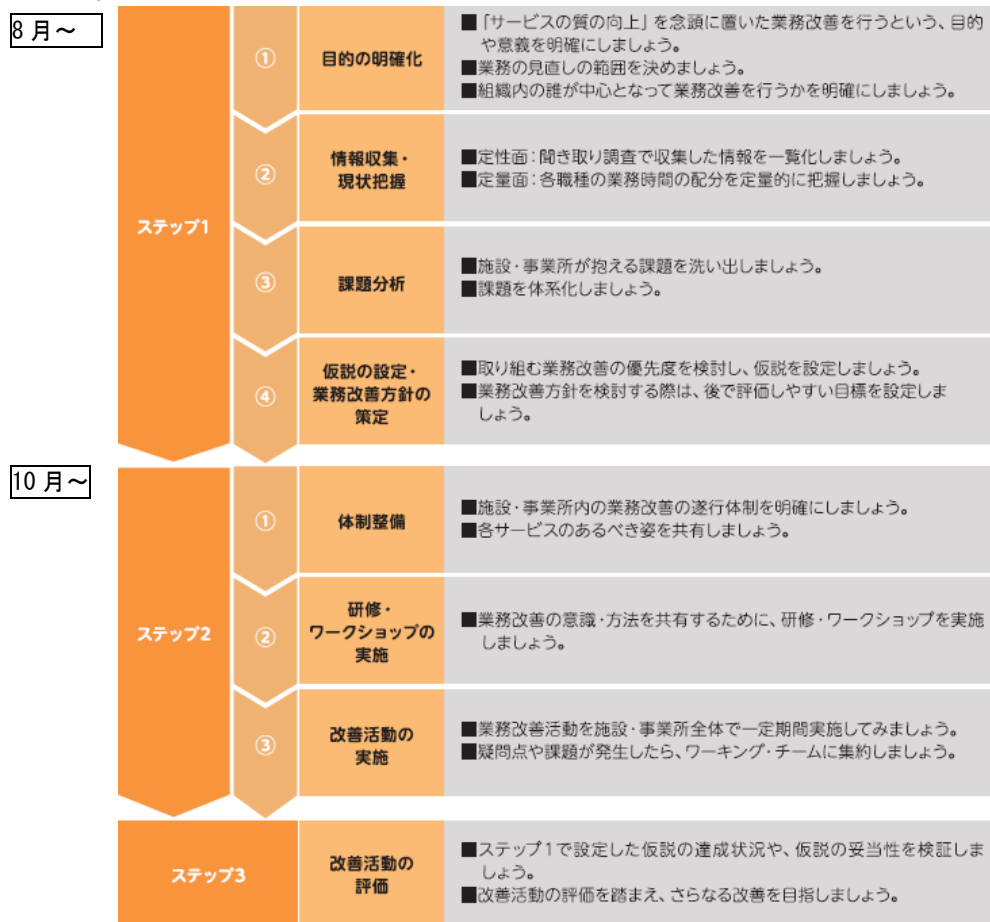 8月～
ステップ1
①
目的の明確化
■「サービスの質の向上」を念頭に置いた業務改善を行うという、目的
や意義を明確にしましょう。
■業務の見直しの範囲を決めましょう。
■組織内の誰が中心となって業務改善を行うかを明確にしましょう。
②
情報収集・
現状把握
■定性面：聞き取り調査で収集した情報を一覧化しましょう。
■定量面：各職種の業務時間の配分を定量的に把握しましょう。
③
課題分析
■施設・事業所が抱える課題を洗い出しましょう。
■課題を体系化しましょう。
④
仮説の設定・
業務改善方針の
策定
■取り組む業務改善の優先度を検討し、仮説を設定しましょう。
■業務改善方針を検討する際は、後で評価しやすい目標を設定しま
しょう。
10月～
ステップ2
①
体制整備
■施設・事業所内の業務改善の遂行体制を明確にしましょう。
■各サービスのあるべき姿を共有しましょう。
②
研修・
ワークショップの
実施
■業務改善の意識・方法を共有するために、研修・ワークショップを実施
しましょう。
③
改善活動の
実施
■業務改善活動を施設・事業所全体で一定期間実施してみましょう。
■疑問点や課題が発生したら、ワーキング・チームに集約しましょう。
ステップ3
改善活動の
評価
■ステップ1で設定した仮説の達成状況や、仮説の妥当性を検証しま
しょう。
■改善活動の評価を踏まえ、さらなる改善を目指しましょう。